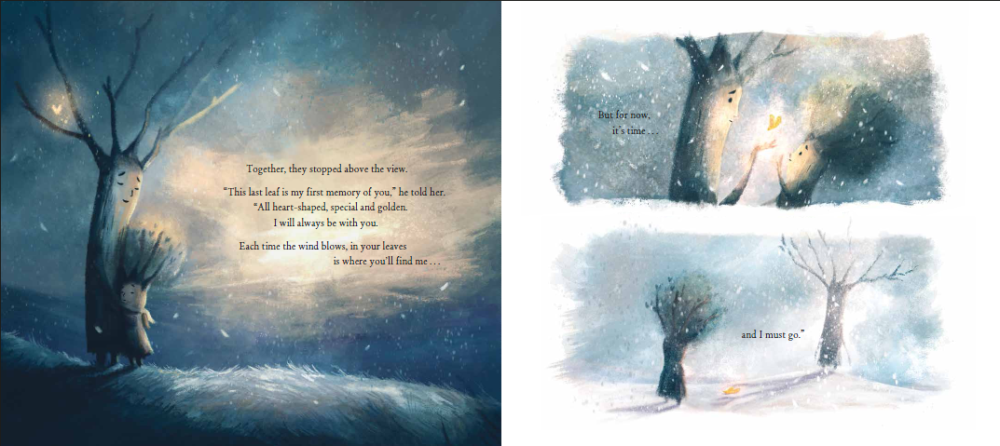 Together, they stopped above the view.
“This last leaf is my first memory of you,” he told her.
“All heart-shaped, special and golden.
I will always be with you.
Each time the wind blows, in your leaves
is where you’ll find me . . .
But for now,
it’s time . . .
and I must go.”